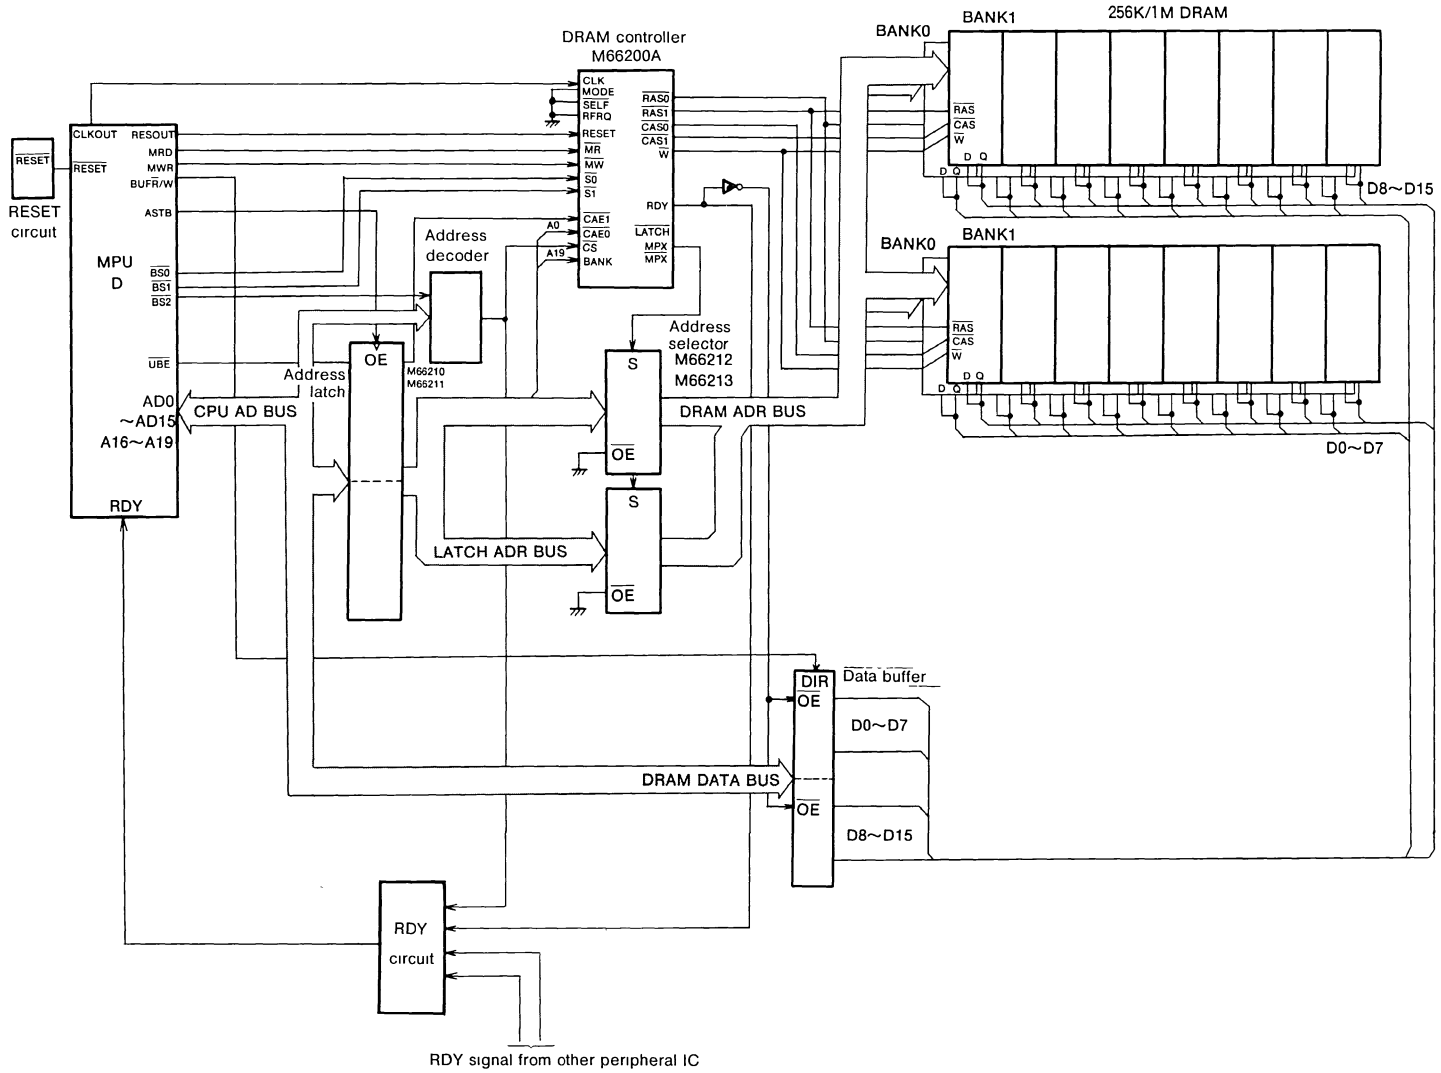 256K/1M DRAM
BANK0
BANK1
DRAM controller
M66200A
CLK
MODE
SELF
RFRQ
RESET
MR
MW
S0
S1
CAE1
CAE0
CS
BANK
RAS0
RAS1
CAS0
CAS1
W
RDY
LATCH
MPX
MPX
A0
A19
RAS
CAS
W
D Q
D Q
D8~D15
RESET
RESET
circuit
CLKOUT
RESET
RESOUT
MRD
MWR
BUFR/W
ASTB
MPU
D
BS0
BS1
BS2
UBE
AD0
~AD15
A16~A19
RDY
Address
decoder
BANK0
BANK1
RAS
CAS
W
D Q
D Q
D0~D7
Address
latch
OE
M66210
M66211
CPU AD BUS
Address
selector
M66212
M66213
S
OE
DRAM ADR BUS
S
OE
LATCH ADR BUS
DIR
OE
Data buffer
D0~D7
DRAM DATA BUS
OE
D8~D15
RDY
circuit
RDY signal from other peripheral IC